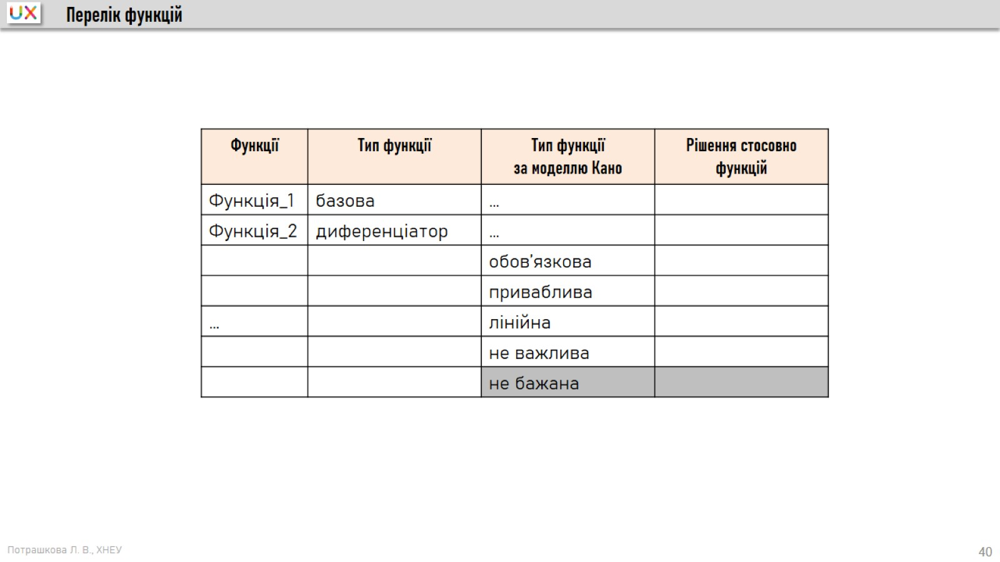 UX
Перелік функцій
Функції
Тип функції
Тип функції
за моделлю Кано
Рішення стосовно
функцій
Функція_1
базова
...
Функція_2
диференціатор
...
обов’язкова
приваблива
...
лінійна
не важлива
не бажана
Потрашкова Л. В., ХНЕУ
40